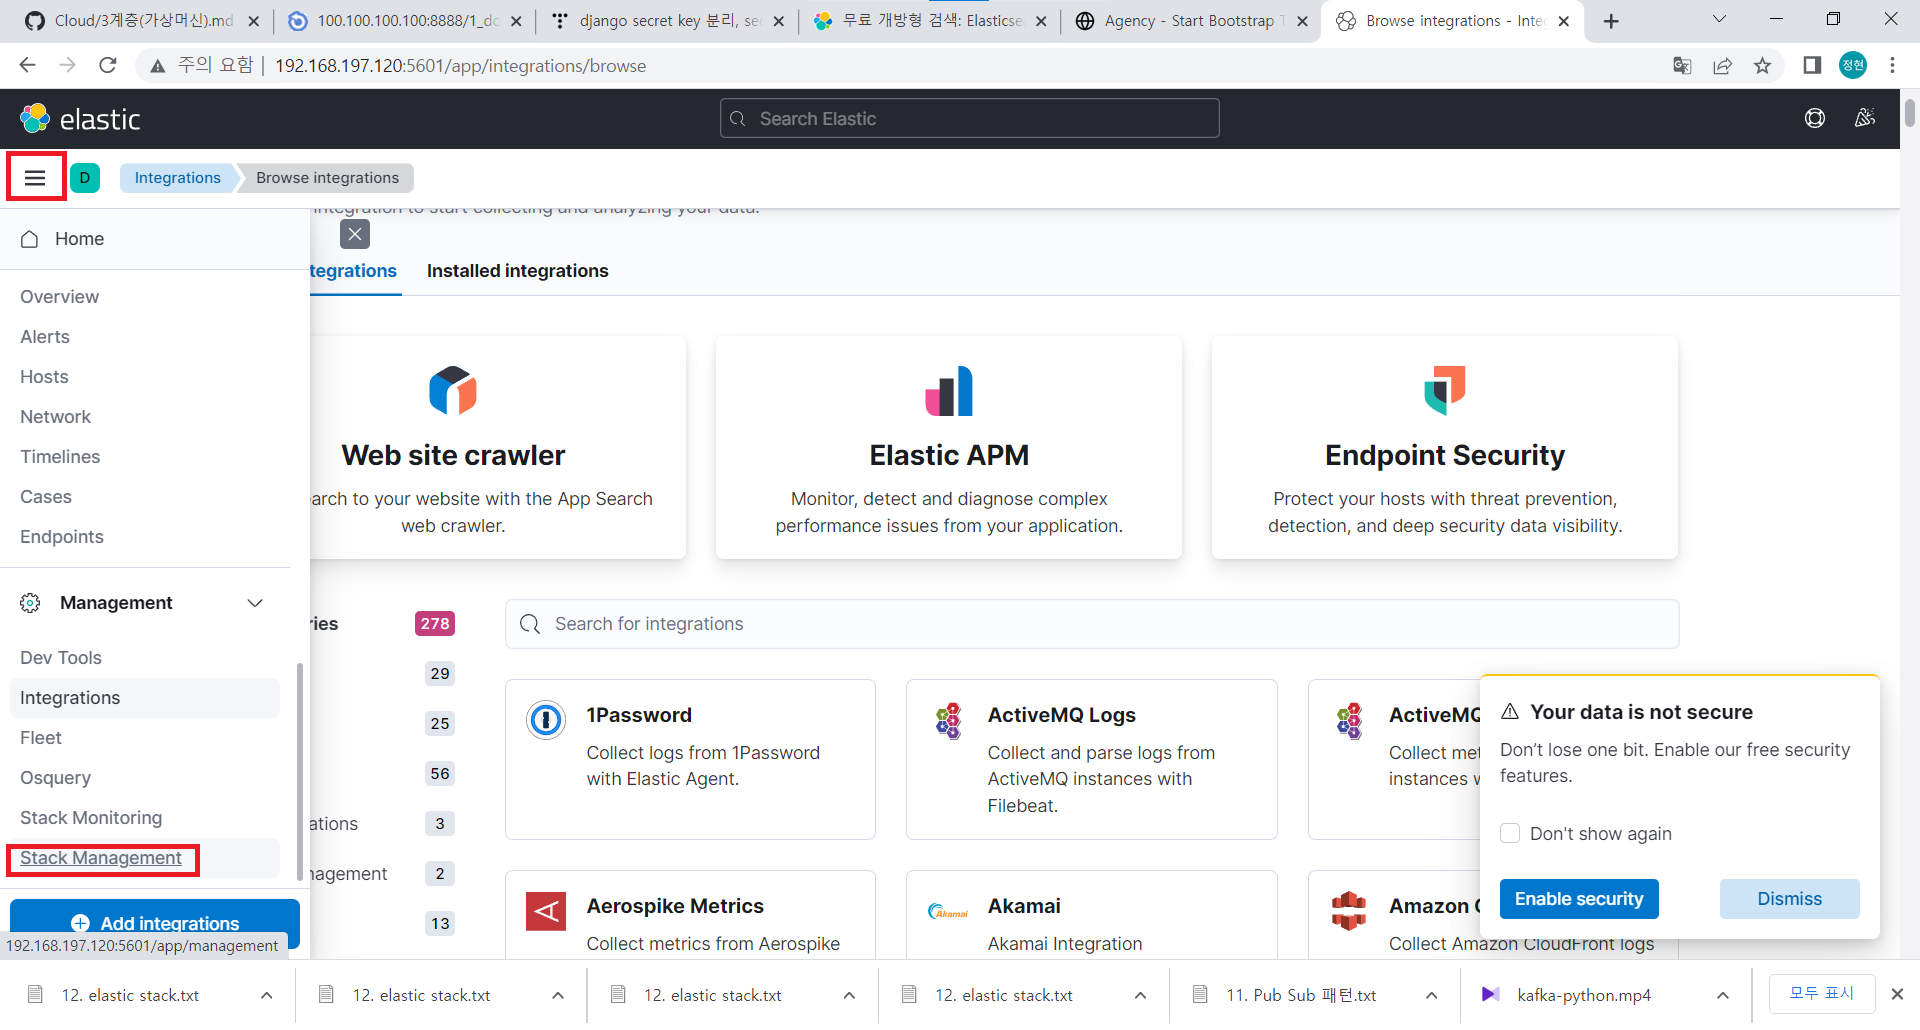 Cloud/3계층(가상머신).md
100.100.100.100:8888/1_dc
django secret key 분리, se
무료 개방형 검색: Elasticse
Agency - Start Bootstrap T
Browse integrations - Inte
주의 요함 | 192.168.197.120:5601/app/integrations/browse
정현
elastic
Search Elastic
D
Integrations
Browse integrations
integration to start collecting and analyzing your data.
Home
tegrations
Installed integrations
Overview
Alerts
Hosts
Network
Timelines
Cases
Endpoints
Web site crawler
arch to your website with the App Search
web crawler.
Elastic APM
Monitor, detect and diagnose complex
performance issues from your application.
Endpoint Security
Protect your hosts with threat prevention,
detection, and deep security data visibility.
Management
Dev Tools
Integrations
Fleet
Osquery
Stack Monitoring
Stack Management
Add integrations
192.168.197.120:5601/app/management
ries
278
29
25
56
ations
3
nagement
2
13
Search for integrations
1Password
Collect logs from 1Password
with Elastic Agent.
ActiveMQ Logs
Collect and parse logs from
ActiveMQ instances with
Filebeat.
ActiveMQ
Collect met
instances w
Aerospike Metrics
Collect metrics from Aerospike
Akamai
Akamai
Akamai Integration
Amazon C
Collect Amazon CloudFront logs
Your data is not secure
Don’t lose one bit. Enable our free security
features.
Don't show again
Enable security
Dismiss
12. elastic stack.txt
12. elastic stack.txt
12. elastic stack.txt
12. elastic stack.txt
11. Pub Sub 패턴.txt
kafka-python.mp4
모두 표시